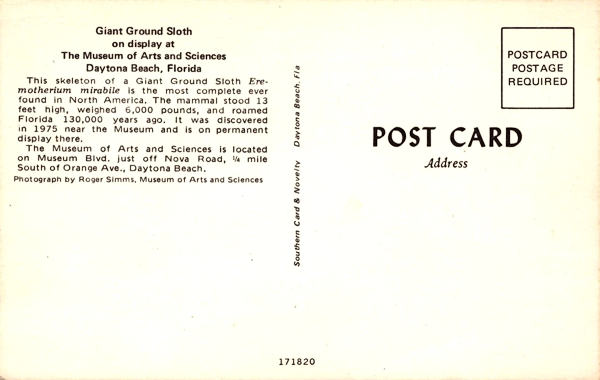 Giant Ground Sloth
on display at
The Museum of Arts and Sciences
Daytona Beach, Florida
This skeleton of a Giant Ground Sloth Ere-
motherium mirabile is the most complete ever
found in North America. The mammal stood 13
feet high, weighed 6,000 pounds, and roamed
Florida 130,000 years ago. It was discovered
in 1975 near the Museum and is on permanent
display there.
The Museum of Arts and Sciences is located
on Museum Blvd. just off Nova Road, ¼ mile
South of Orange Ave., Daytona Beach.
Photograph by Roger Simms, Museum of Arts and Sciences
Southern Card & Novelty Daytona Beach, Fla
POSTCARD
POSTAGE
REQUIRED
POST CARD
Address
171820